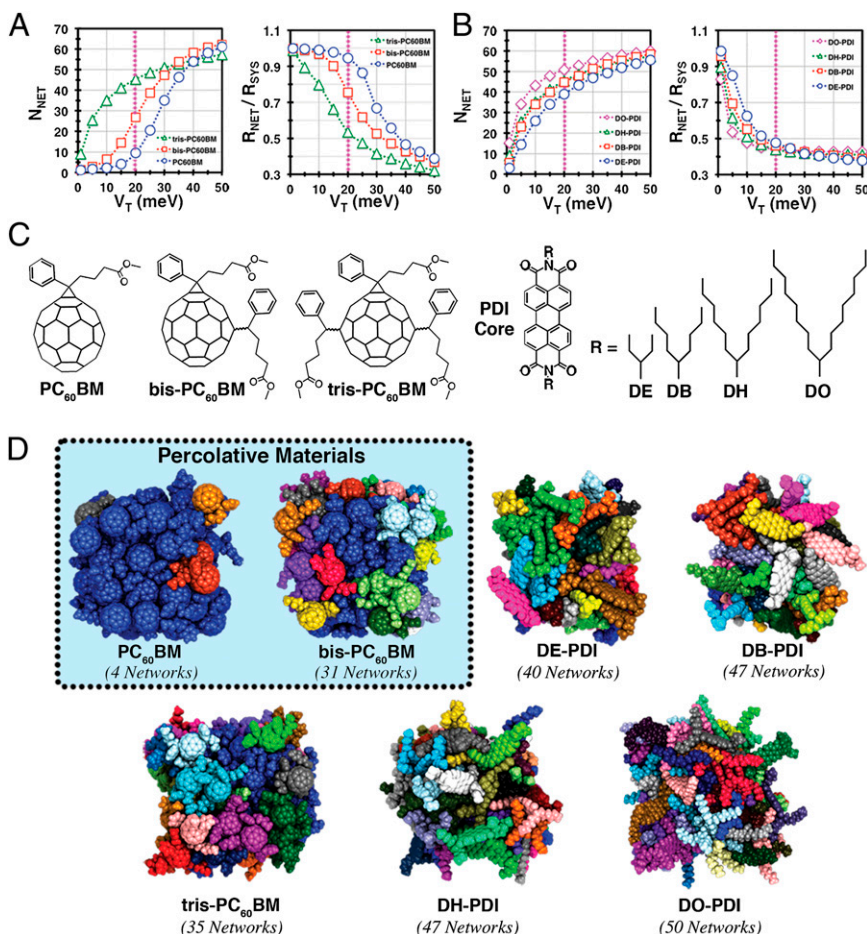 A
B
N_NET
70
60
50
40
30
20
10
0
tris-PC60BM
bis-PC60BM
PC60BM
0 10 20 30 40 50
V_T (meV)
R_NET / R_SYS
1.1
0.9
0.7
0.5
0.3
tris-PC60BM
bis-PC60BM
PC60BM
0 10 20 30 40 50
V_T (meV)
N_NET
70
60
50
40
30
20
10
0
DO-PDI
DH-PDI
DB-PDI
DE-PDI
0 10 20 30 40 50
V_T (meV)
R_NET / R_SYS
1.1
0.9
0.7
0.5
0.3
DO-PDI
DH-PDI
DB-PDI
DE-PDI
0 10 20 30 40 50
V_T (meV)
C
O
O
PC60BM
O
O
O
O
bis-PC60BM
O
O
O
O
O
O
tris-PC60BM
PDI
Core
R
O N O
O N O
R
R =
DE DB DH DO
D
Percolative Materials
PC60BM
(4 Networks)
bis-PC60BM
(31 Networks)
DE-PDI
(40 Networks)
DB-PDI
(47 Networks)
tris-PC60BM
(35 Networks)
DH-PDI
(47 Networks)
DO-PDI
(50 Networks)